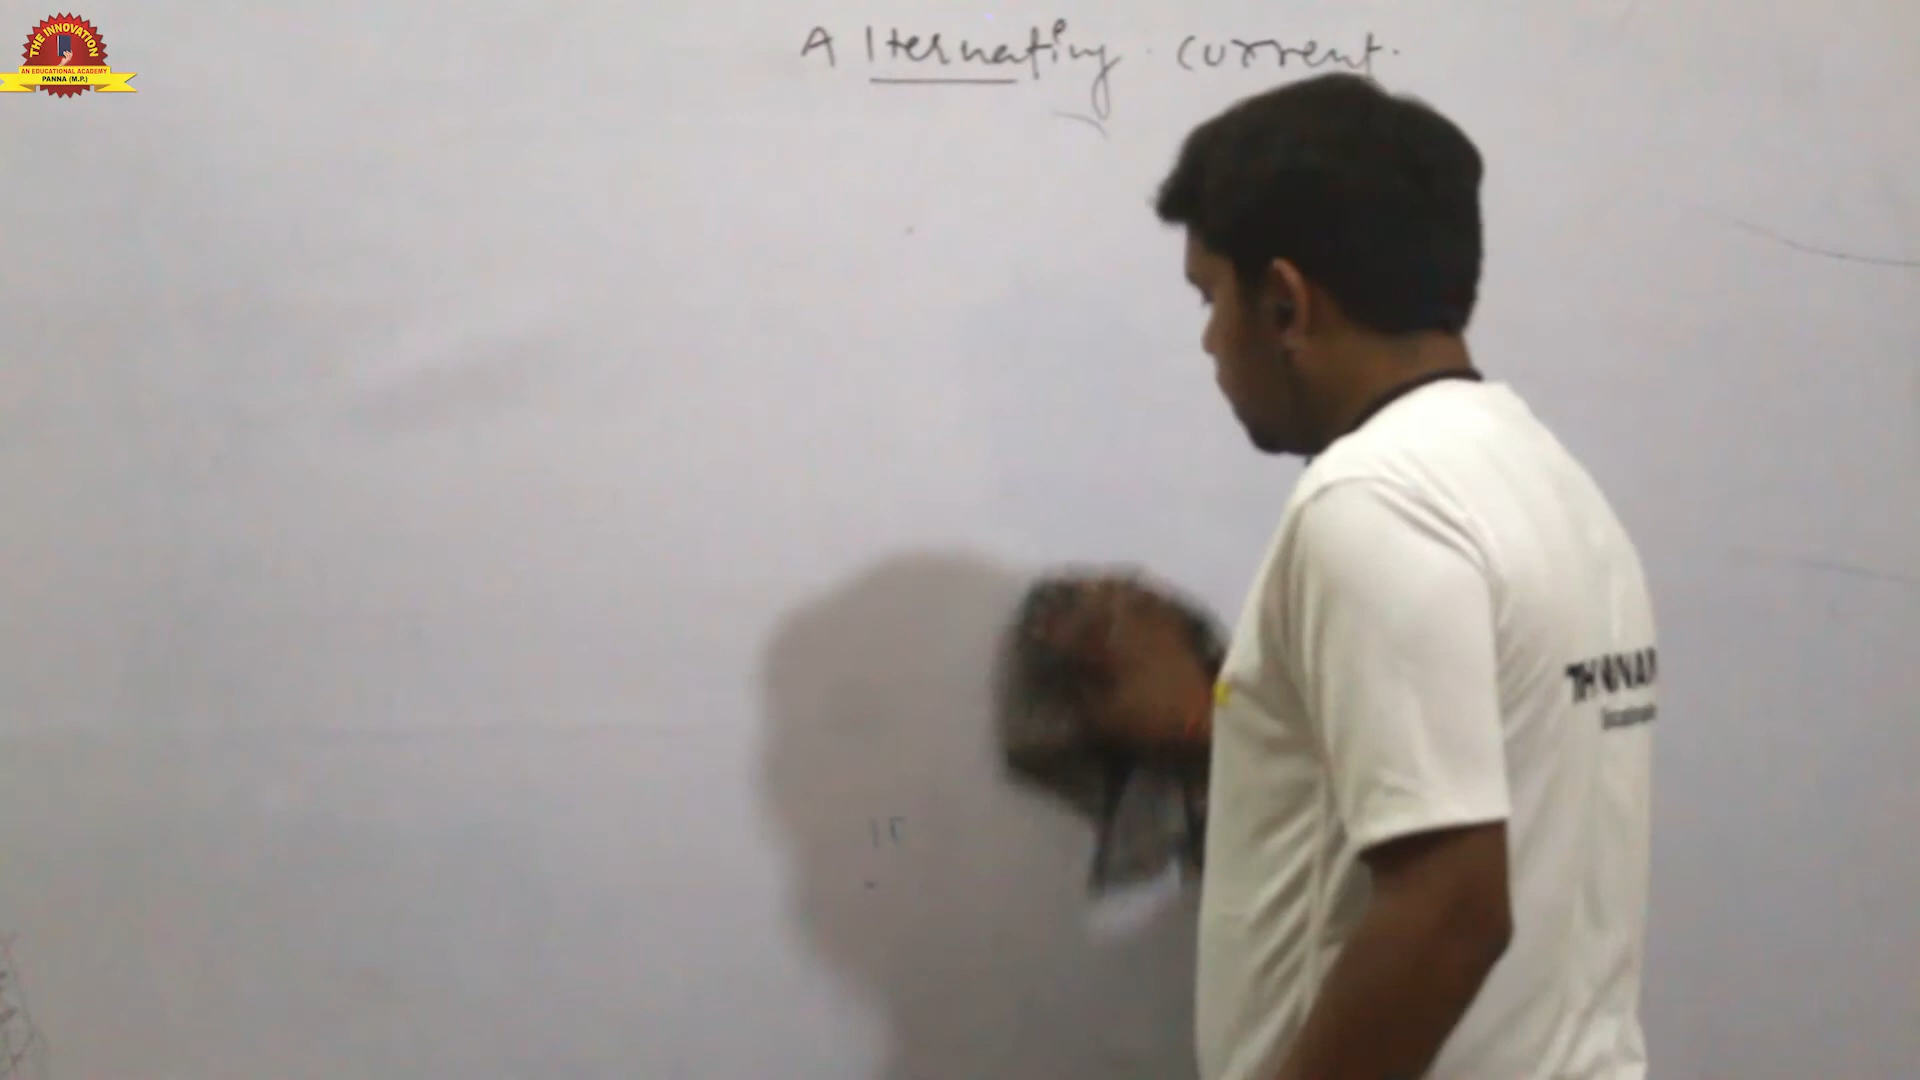 THE INNOVATION
AN EDUCATIONAL ACADEMY
PANNA (M.P.)
Alternating current.